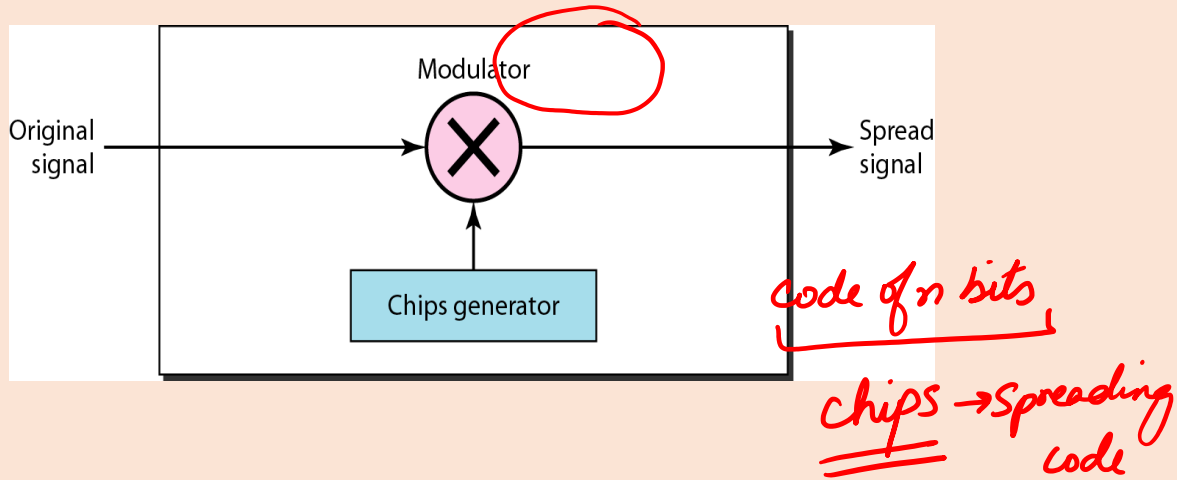 Modulator
Original
signal
Spread
signal
Chips generator
code of n bits
chips → spreading
code